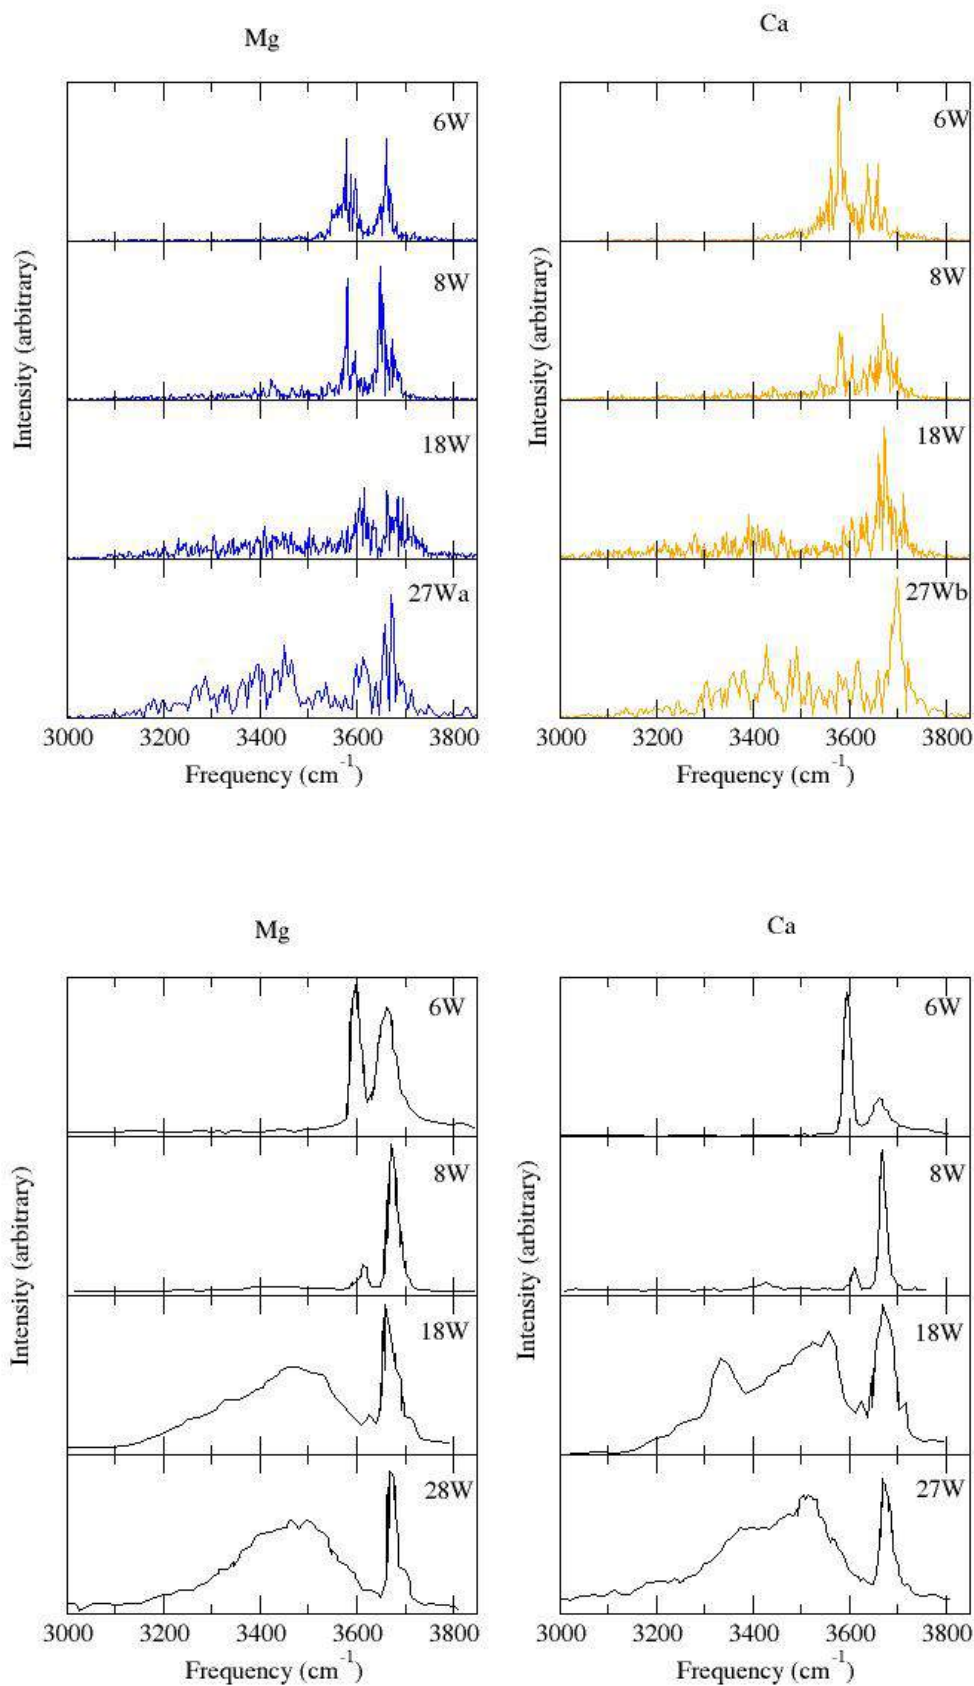 Mg
Ca
6W
6W
8W
8W
18W
18W
27Wa
27Wb
Intensity (arbitrary)
Intensity (arbitrary)
3000 3200 3400 3600 3800
3000 3200 3400 3600 3800
Frequency (cm-1)
Frequency (cm-1)
Mg
Ca
6W
6W
8W
8W
18W
18W
28W
27W
Intensity (arbitrary)
Intensity (arbitrary)
3000 3200 3400 3600 3800
3000 3200 3400 3600 3800
Frequency (cm-1)
Frequency (cm-1)